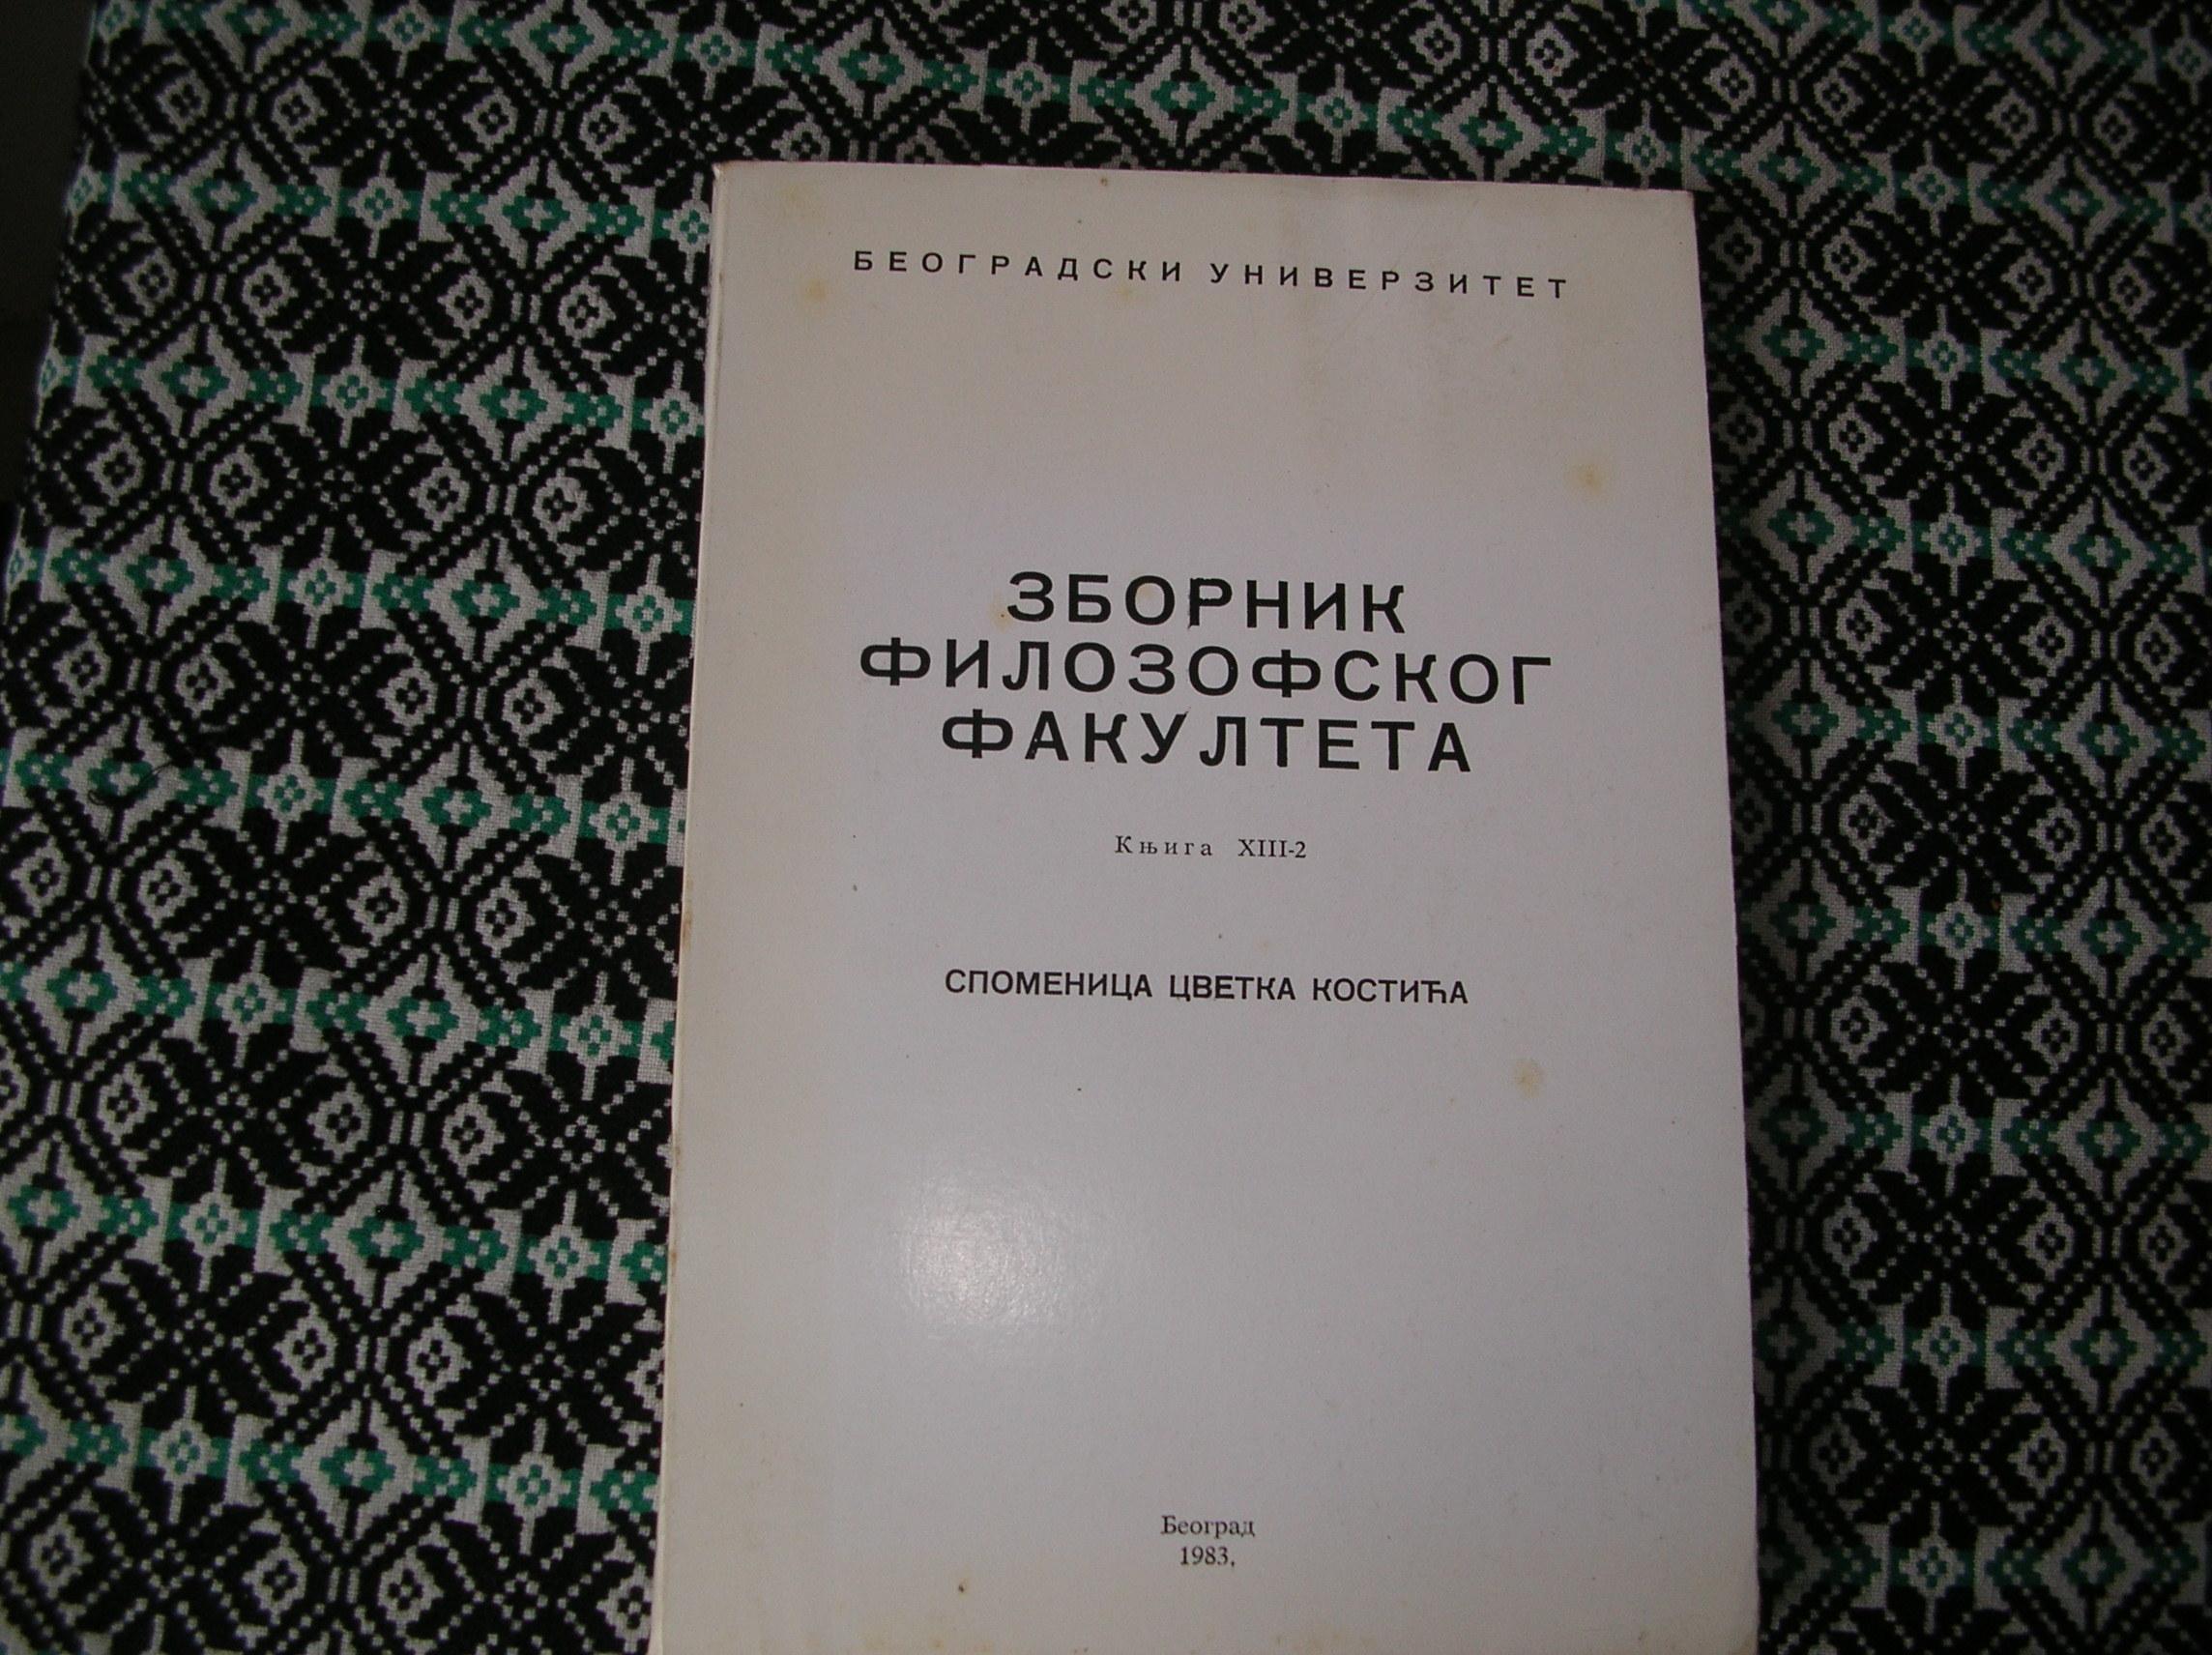 БЕОГРАДСКИ УНИВЕРЗИТЕТ
ЗБОРНИК
ФИЛОЗОФСКОГ
ФАКУЛТЕТА
Књига XIII-2
СПОМЕНИЦА ЦВЕТКА КОСТИЋА
Београд
1983,